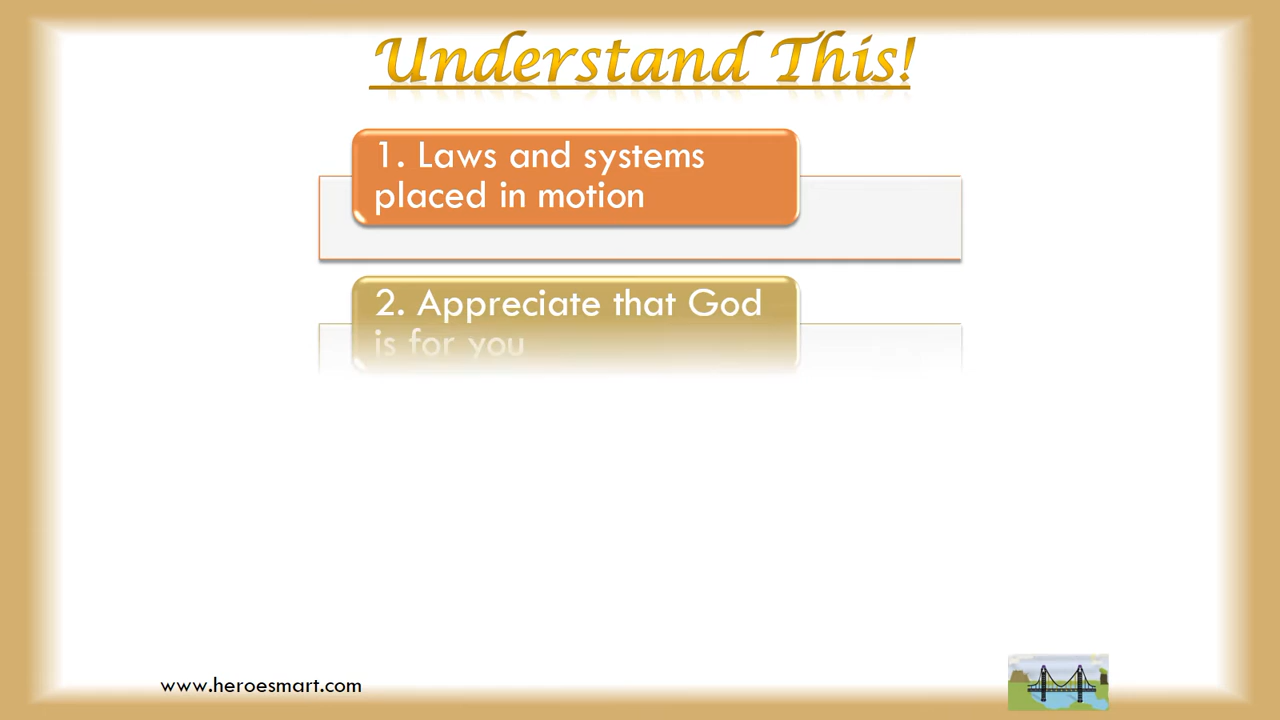 Understand This!
1. Laws and systems
placed in motion
2. Appreciate that God
is for you
www.heroesmart.com